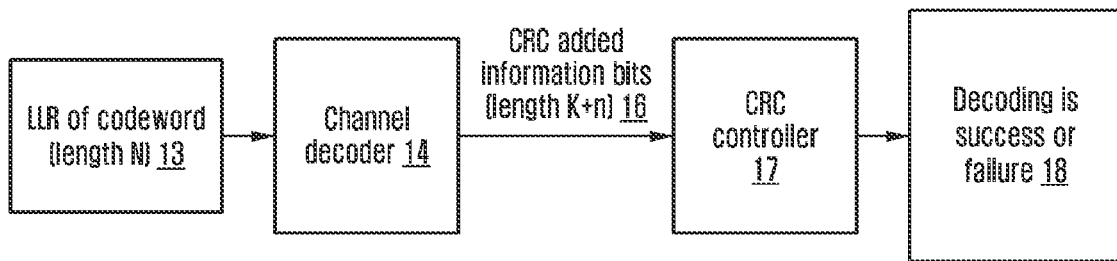 LLR of codeword
(length N) 13
Channel
decoder 14
CRC added
information bits
(length K+n) 16
CRC
controller
17
Decoding is
success or
failure 18